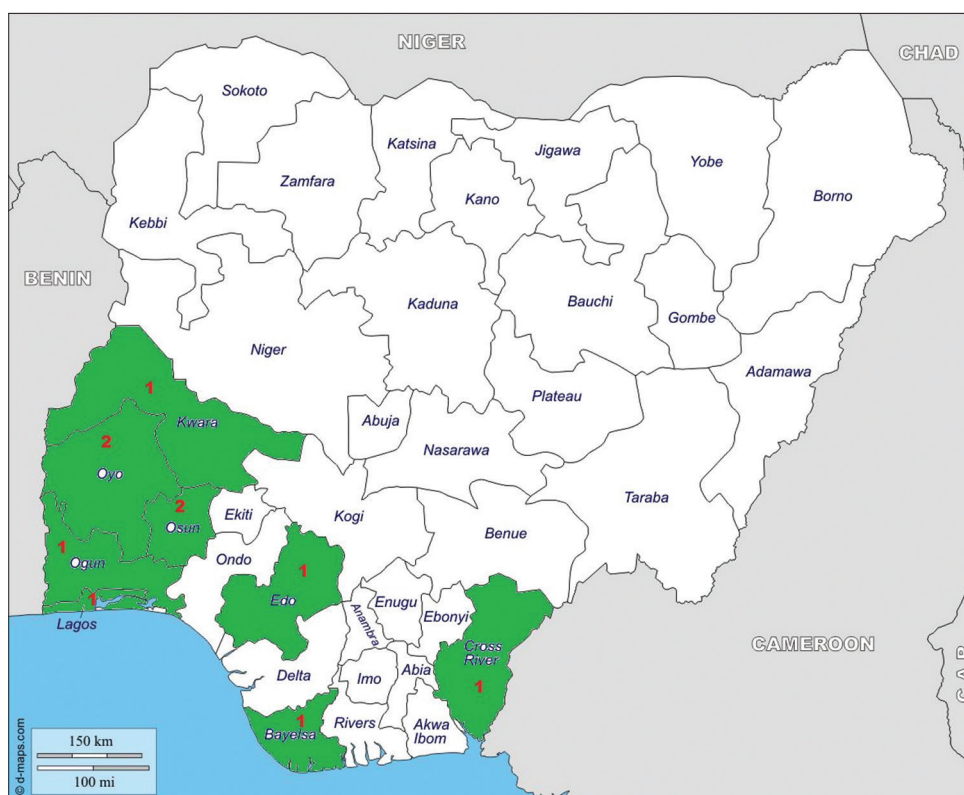 NIGER
CHAD
Sokoto
Katsina
Jigawa
Yobe
Zamfara
Kano
Borno
Kebbi
BENIN
Kaduna
Bauchi
Gombe
Niger
Adamawa
1
Plateau
Abuja
Kwara
2
Nasarawa
Oyo
Taraba
2
Osun
Ekiti
Kogi
Benue
1
Ogun
Ondo
1
Edo
1
Enugu
Ebonyi
Lagos
Anambra
CAMEROON
Cross
River
Delta
Imo
Abia
C A R
1
1
Bayelsa
Rivers
Akwa
Ibom
150 km
100 mi
© d-maps.com